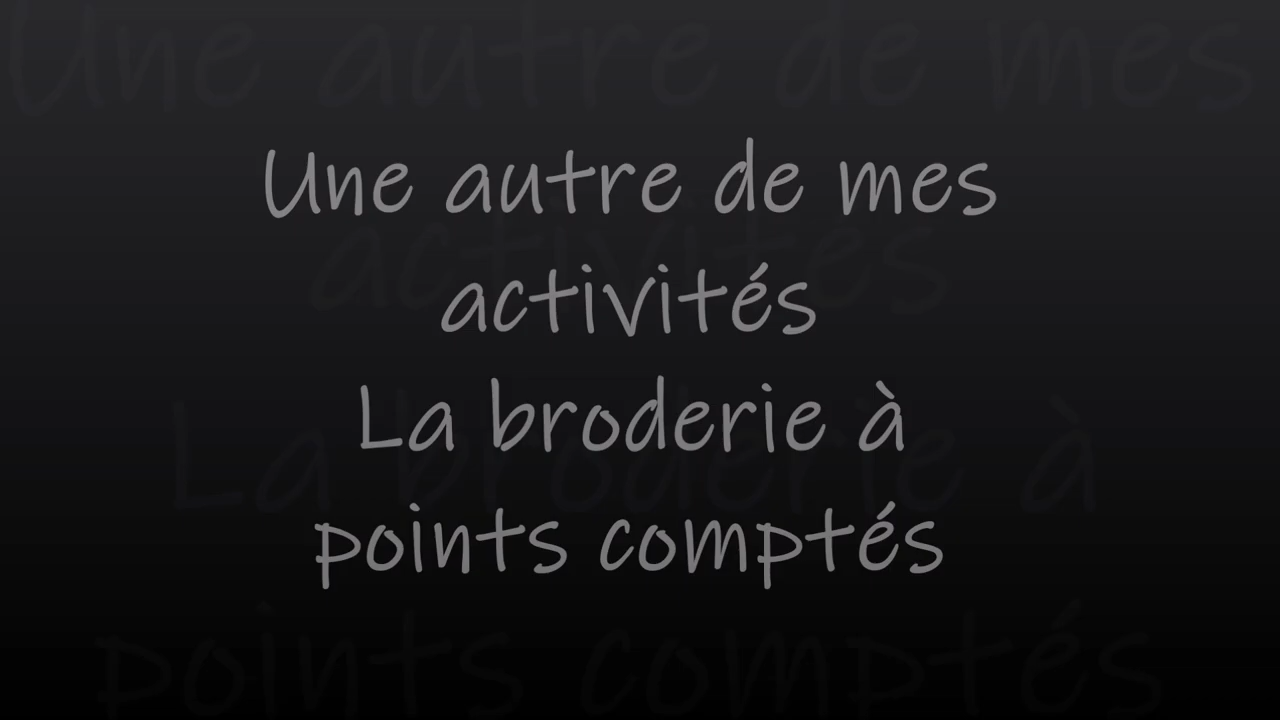 Une autre de mes
activités
La broderie à
points comptés